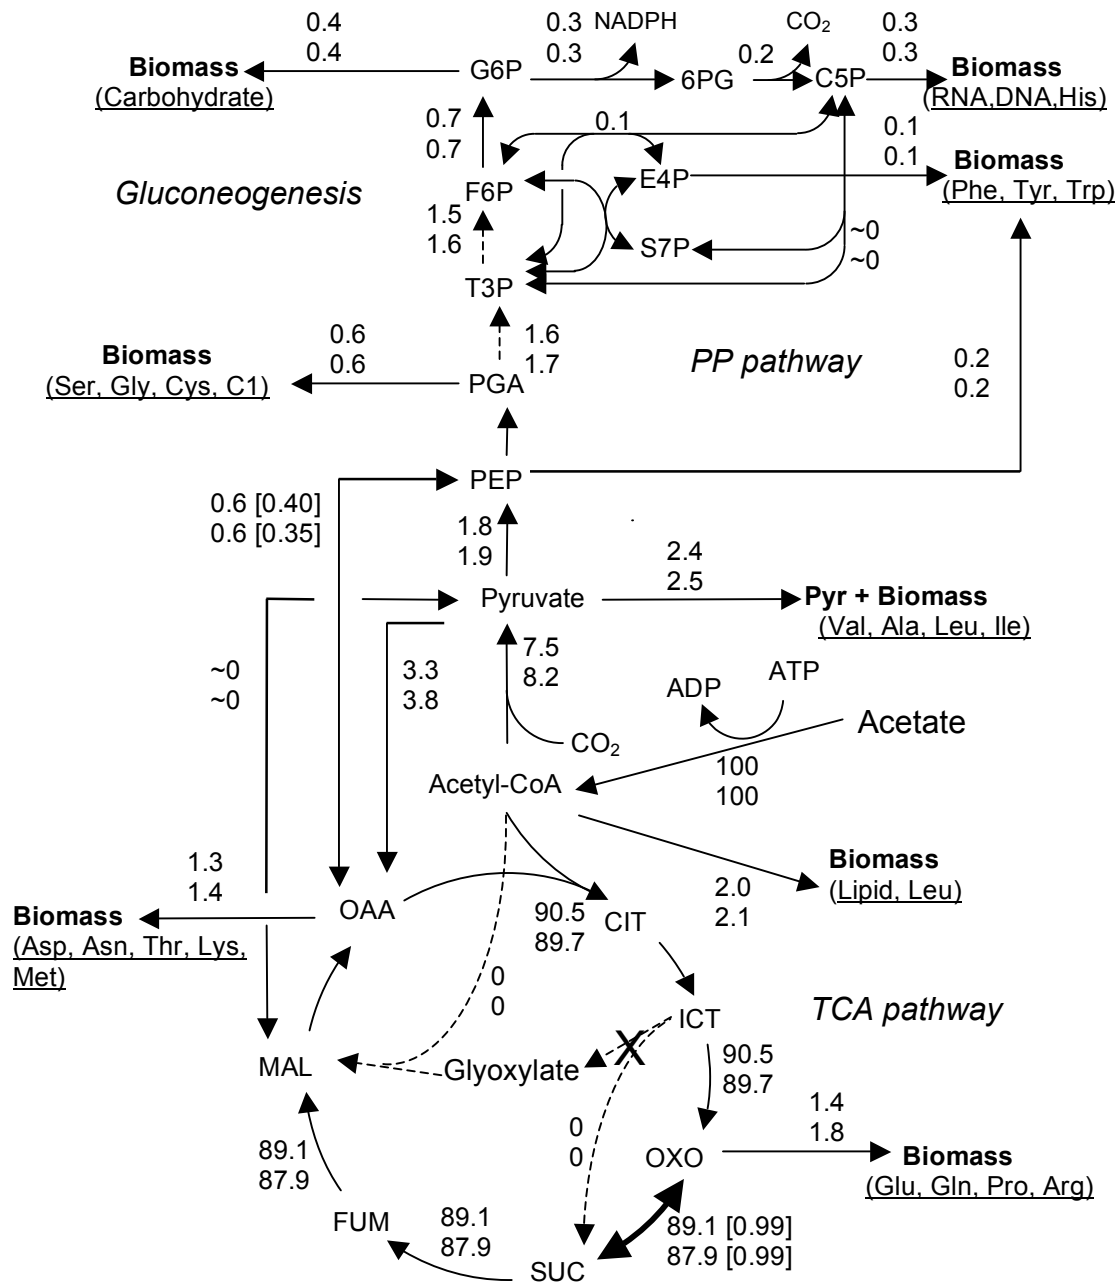 0.4
0.4
Biomass
(Carbohydrate)
G6P
0.3
0.3
NADPH
6PG
0.2
CO₂
C5P
0.3
0.3
Biomass
(RNA,DNA,His)
0.7
0.7
0.1
0.1
0.1
Biomass
(Phe, Tyr, Trp)
Gluconeogenesis
F6P
E4P
1.5
1.6
S7P
~0
~0
T3P
0.6
0.6
Biomass
(Ser, Gly, Cys, C1)
1.6
1.7
PP pathway
0.2
0.2
PGA
PEP
0.6 [0.40]
0.6 [0.35]
1.8
1.9
2.4
2.5
Pyruvate
Pyr + Biomass
(Val, Ala, Leu, Ile)
~0
~0
3.3
3.8
7.5
8.2
ADP
ATP
Acetate
CO₂
100
100
Acetyl-CoA
1.3
1.4
Biomass
(Asp, Asn, Thr, Lys,
Met)
OAA
90.5
89.7
CIT
2.0
2.1
Biomass
(Lipid, Leu)
0
0
ICT
TCA pathway
X
MAL
Glyoxylate
90.5
89.7
0
0
OXO
1.4
1.8
Biomass
(Glu, Gln, Pro, Arg)
89.1
87.9
FUM
89.1
87.9
89.1 [0.99]
87.9 [0.99]
SUC